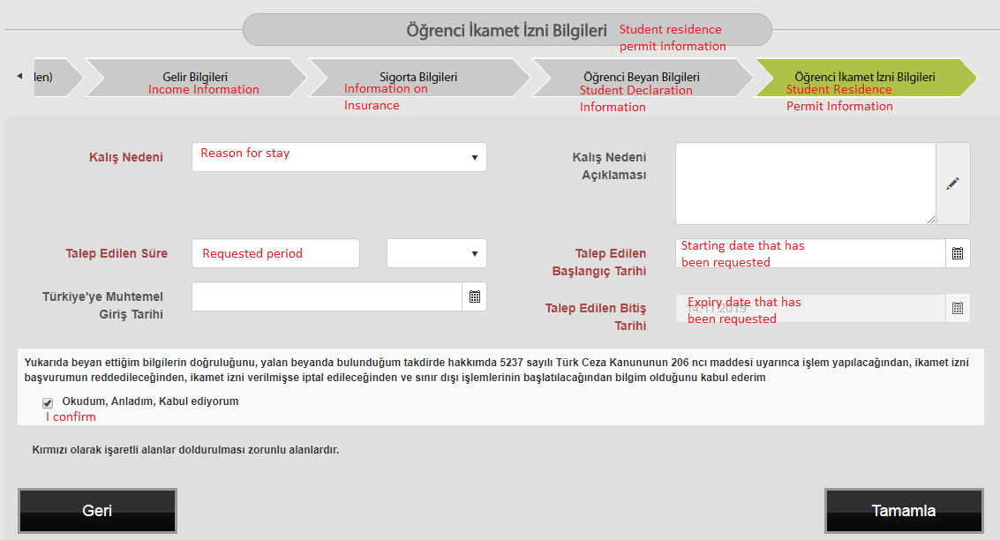 Öğrenci İkamet İzni Bilgileri
Student residence
permit information
len)
Gelir Bilgileri
Income Information
Sigorta Bilgileri
Information on
Insurance
Öğrenci Beyan Bilgileri
Student Declaration
Information
Öğrenci İkamet İzni Bilgileri
Student Residence
Permit Information
Kalış Nedeni
Reason for stay
Kalış Nedeni
Açıklaması
Talep Edilen Süre
Requested period
Talep Edilen
Başlangıç Tarihi
Starting date that has
been requested
Türkiye'ye Muhtemel
Giriş Tarihi
Talep Edilen Bitiş
Tarihi
14.11.2019
Expiry date that has
been requested
Yukarıda beyan ettiğim bilgilerin doğruluğunu, yalan beyanda bulunduğum takdirde hakkımda 5237 sayılı Türk Ceza Kanununun 206 ncı maddesi uyarınca işlem yapılacağından, ikamet izni
başvurumun reddedileceğinden, ikamet izni verilmişse iptal edileceğinden ve sınır dışı işlemlerinin başlatılacağından bilgim olduğunu kabul ederim
Okudum, Anladım, Kabul ediyorum
I confirm
Kırmızı olarak işaretli alanlar doldurulması zorunlu alanlardır.
Geri
Tamamla